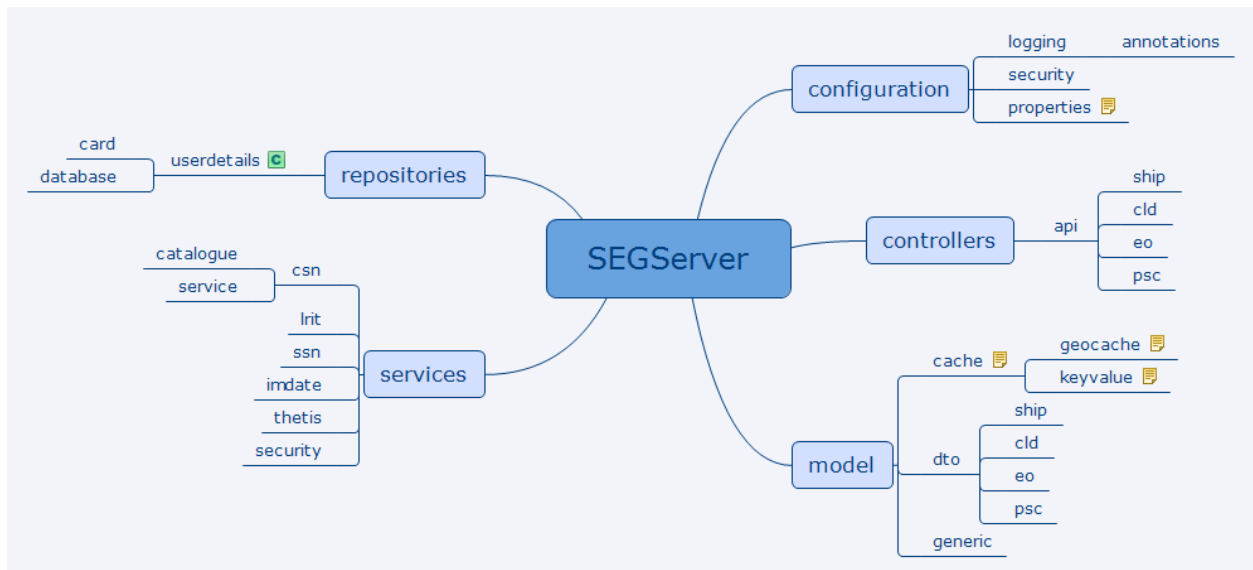 SEGServer
configuration
logging
annotations
security
properties
controllers
api
ship
cld
eo
psc
model
cache
geocache
keyvalue
dto
ship
cld
eo
psc
generic
repositories
userdetails C
card
database
services
csn
catalogue
service
lrit
ssn
imdate
thetis
security